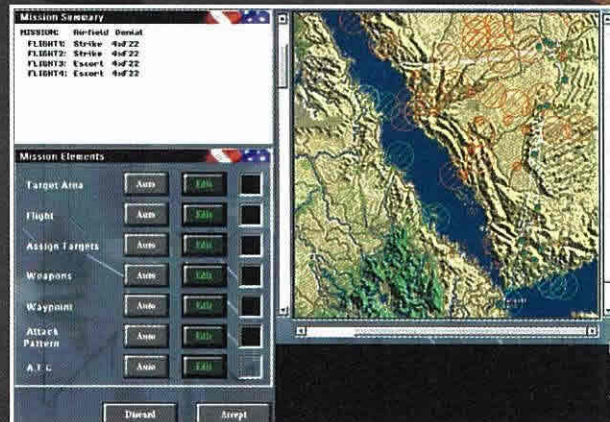 Mission Summary
MISSION: Airfield Denial
FLIGHT1: Strike 4xF22
FLIGHT2: Strike 4xF22
FLIGHT3: Escort 4xF22
FLIGHT4: Escort 4xF22
Mission Elements
Target Area Auto Edit
Flight Auto Edit
Assign Targets Auto Edit
Weapons Auto Edit
Waypoint Auto Edit
Attack Pattern Auto Edit
A.T.C Auto Edit
Discard Accept